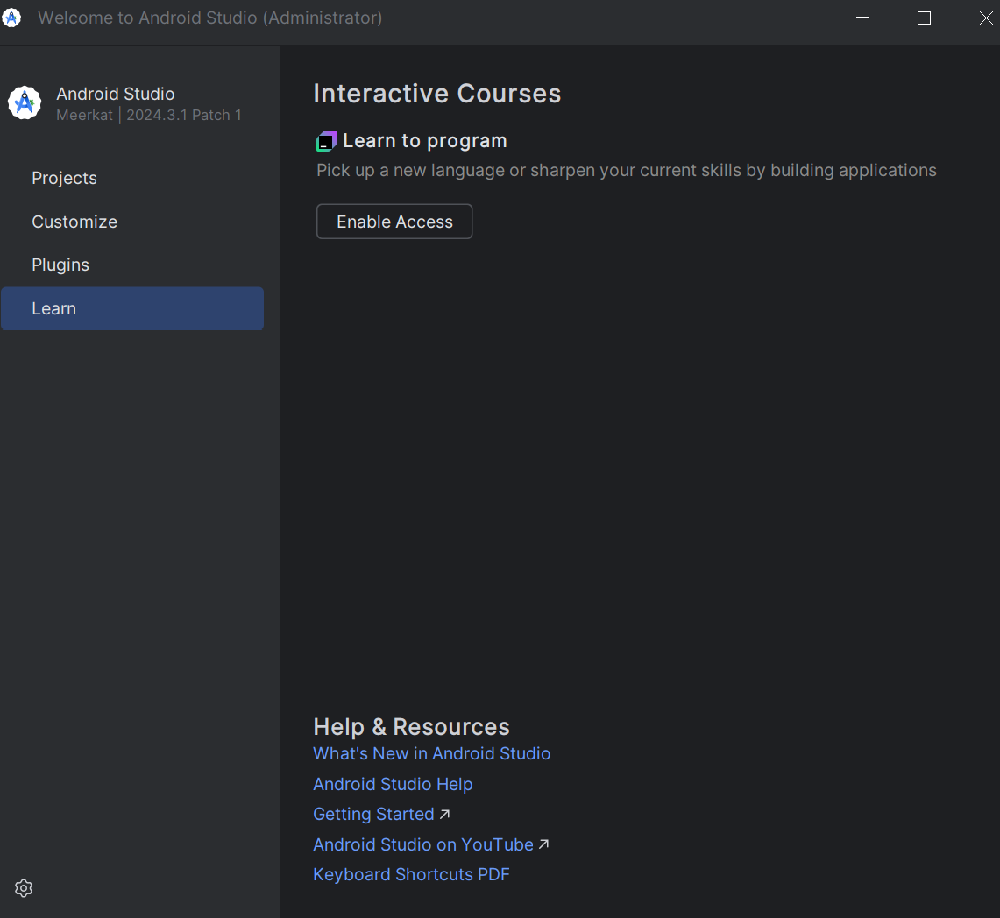 Welcome to Android Studio (Administrator)
Android Studio
Meerkat | 2024.3.1 Patch 1
Projects
Customize
Plugins
Learn
Interactive Courses
Learn to program
Pick up a new language or sharpen your current skills by building applications
Enable Access
Help & Resources
What's New in Android Studio
Android Studio Help
Getting Started ↗
Android Studio on YouTube ↗
Keyboard Shortcuts PDF